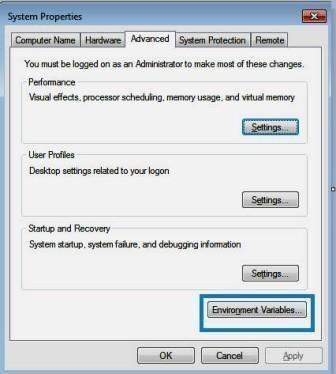 System Properties
Computer Name Hardware Advanced System Protection Remote
You must be logged on as an Administrator to make most of these changes.
Performance
Visual effects, processor scheduling, memory usage, and virtual memory
Settings...
User Profiles
Desktop settings related to your logon
Settings...
Startup and Recovery
System startup, system failure, and debugging information
Settings...
Environment Variables...
OK Cancel Apply